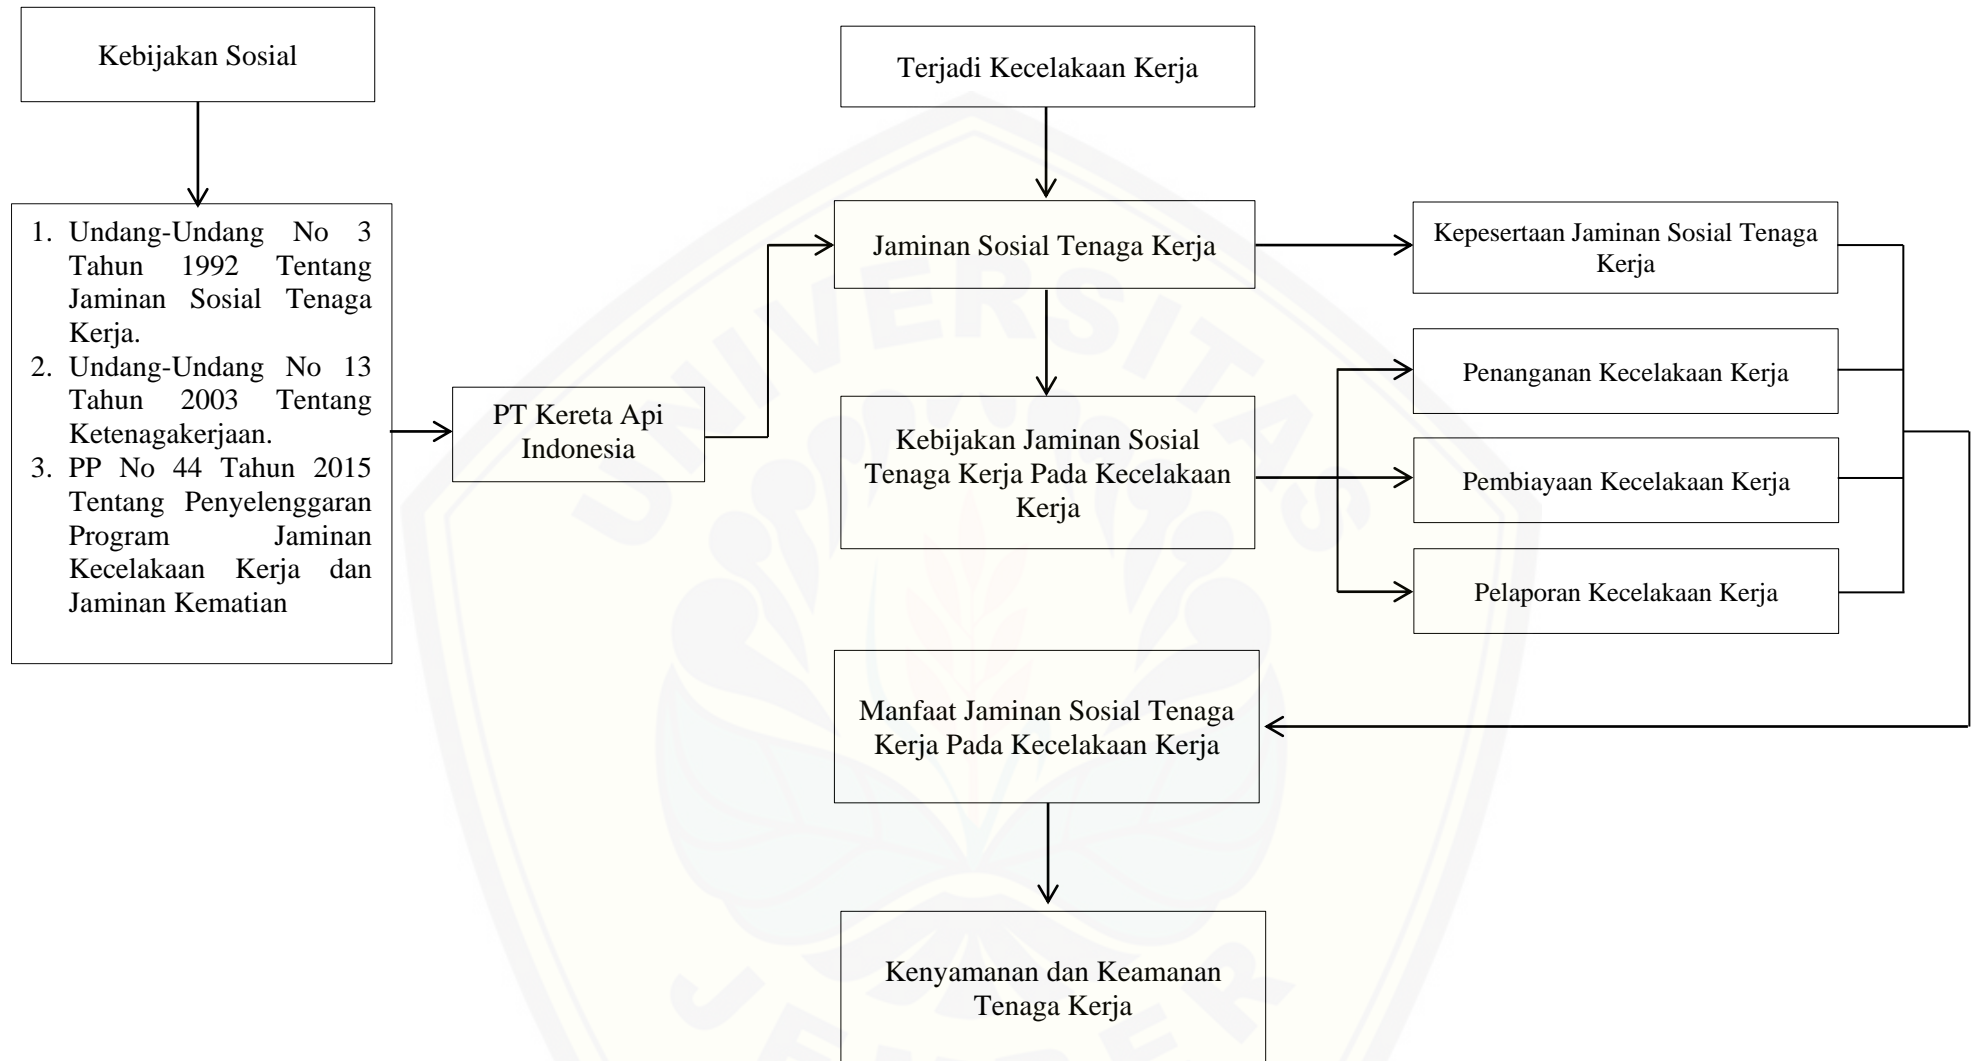 Kebijakan Sosial
Terjadi Kecelakaan Kerja
1. Undang-Undang No 3
Tahun 1992 Tentang
Jaminan Sosial Tenaga
Kerja.
2. Undang-Undang No 13
Tahun 2003 Tentang
Ketenagakerjaan.
3. PP No 44 Tahun 2015
Tentang Penyelenggaran
Program Jaminan
Kecelakaan Kerja dan
Jaminan Kematian
PT Kereta Api
Indonesia
Jaminan Sosial Tenaga Kerja
Kepesertaan Jaminan Sosial Tenaga
Kerja
Kebijakan Jaminan Sosial
Tenaga Kerja Pada Kecelakaan
Kerja
Penanganan Kecelakaan Kerja
Pembiayaan Kecelakaan Kerja
Pelaporan Kecelakaan Kerja
Manfaat Jaminan Sosial Tenaga
Kerja Pada Kecelakaan Kerja
Kenyamanan dan Keamanan
Tenaga Kerja
UNIVERSITAS
JEMBER